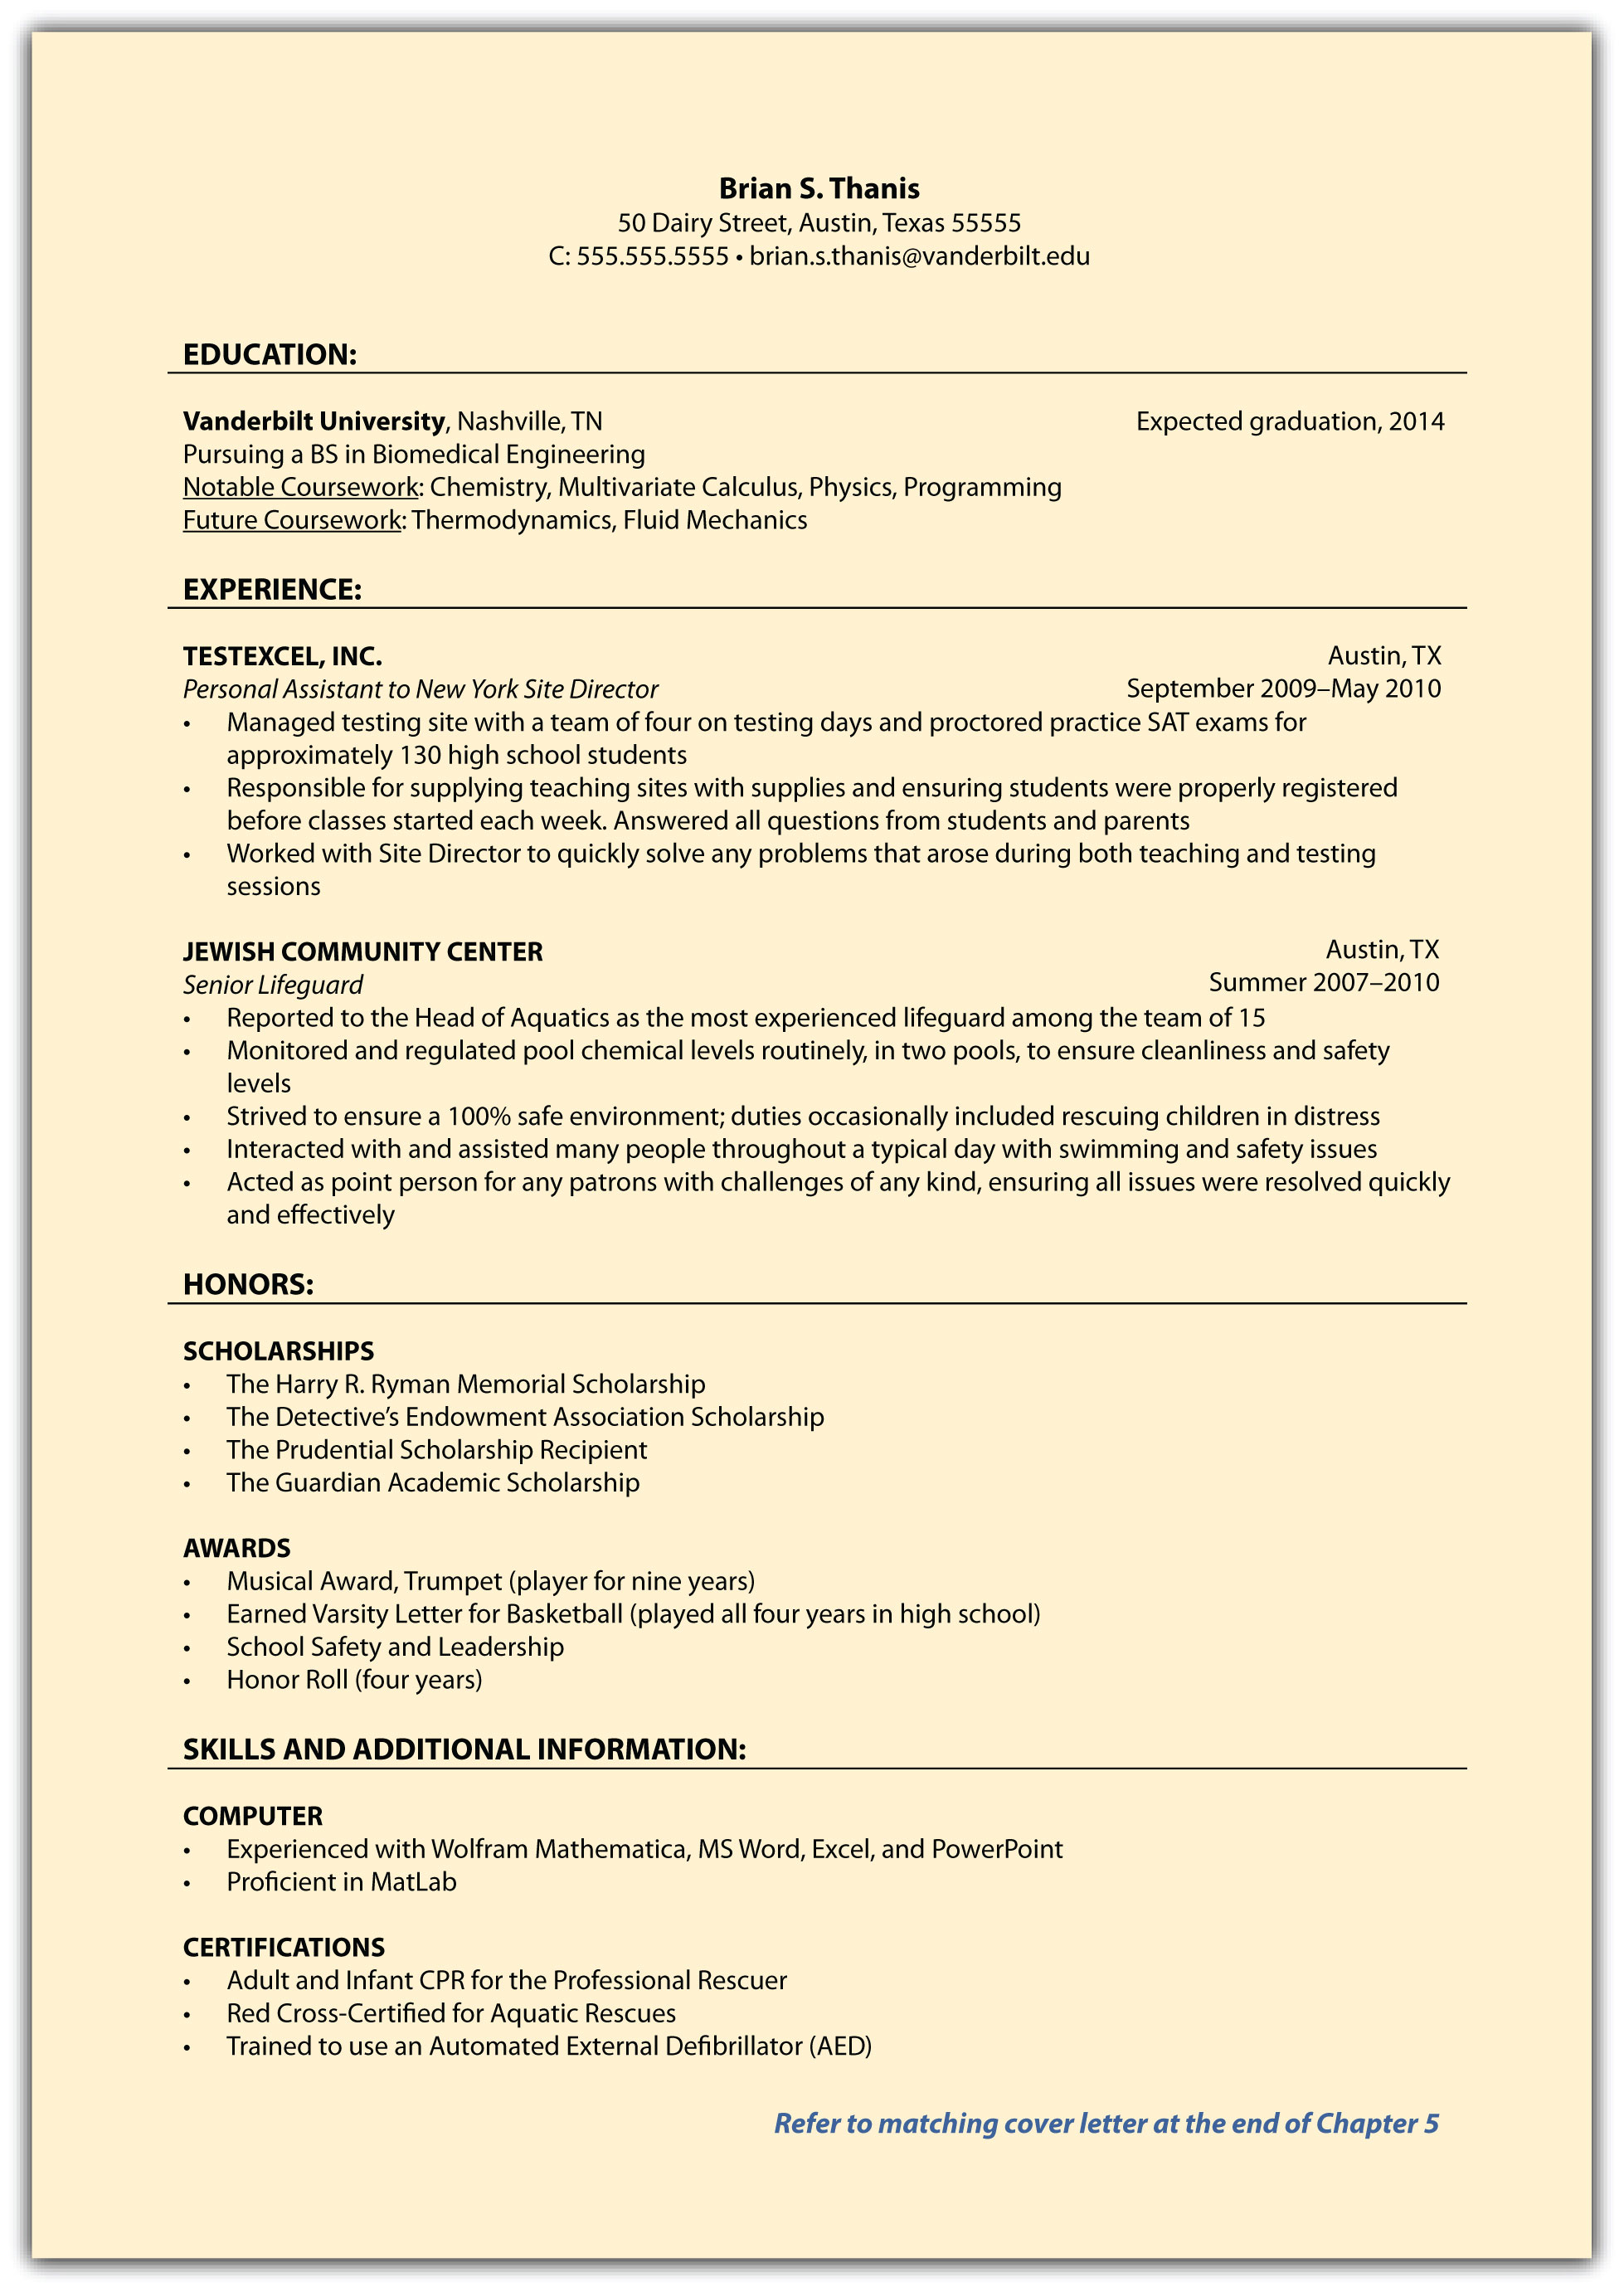 Brian S. Thanis
50 Dairy Street, Austin, Texas 55555
C: 555.555.5555 • brian.s.thanis@vanderbilt.edu
EDUCATION:
Vanderbilt University, Nashville, TN Expected graduation, 2014
Pursuing a BS in Biomedical Engineering
Notable Coursework: Chemistry, Multivariate Calculus, Physics, Programming
Future Coursework: Thermodynamics, Fluid Mechanics
EXPERIENCE:
TESTEXCEL, INC. Austin, TX
Personal Assistant to New York Site Director September 2009–May 2010
• Managed testing site with a team of four on testing days and proctored practice SAT exams for
approximately 130 high school students
• Responsible for supplying teaching sites with supplies and ensuring students were properly registered
before classes started each week. Answered all questions from students and parents
• Worked with Site Director to quickly solve any problems that arose during both teaching and testing
sessions
JEWISH COMMUNITY CENTER Austin, TX
Senior Lifeguard Summer 2007–2010
• Reported to the Head of Aquatics as the most experienced lifeguard among the team of 15
• Monitored and regulated pool chemical levels routinely, in two pools, to ensure cleanliness and safety
levels
• Strived to ensure a 100% safe environment; duties occasionally included rescuing children in distress
• Interacted with and assisted many people throughout a typical day with swimming and safety issues
• Acted as point person for any patrons with challenges of any kind, ensuring all issues were resolved quickly
and effectively
HONORS:
SCHOLARSHIPS
• The Harry R. Ryman Memorial Scholarship
• The Detective’s Endowment Association Scholarship
• The Prudential Scholarship Recipient
• The Guardian Academic Scholarship
AWARDS
• Musical Award, Trumpet (player for nine years)
• Earned Varsity Letter for Basketball (played all four years in high school)
• School Safety and Leadership
• Honor Roll (four years)
SKILLS AND ADDITIONAL INFORMATION:
COMPUTER
• Experienced with Wolfram Mathematica, MS Word, Excel, and PowerPoint
• Proficient in MatLab
CERTIFICATIONS
• Adult and Infant CPR for the Professional Rescuer
• Red Cross-Certified for Aquatic Rescues
• Trained to use an Automated External Defibrillator (AED)
Refer to matching cover letter at the end of Chapter 5